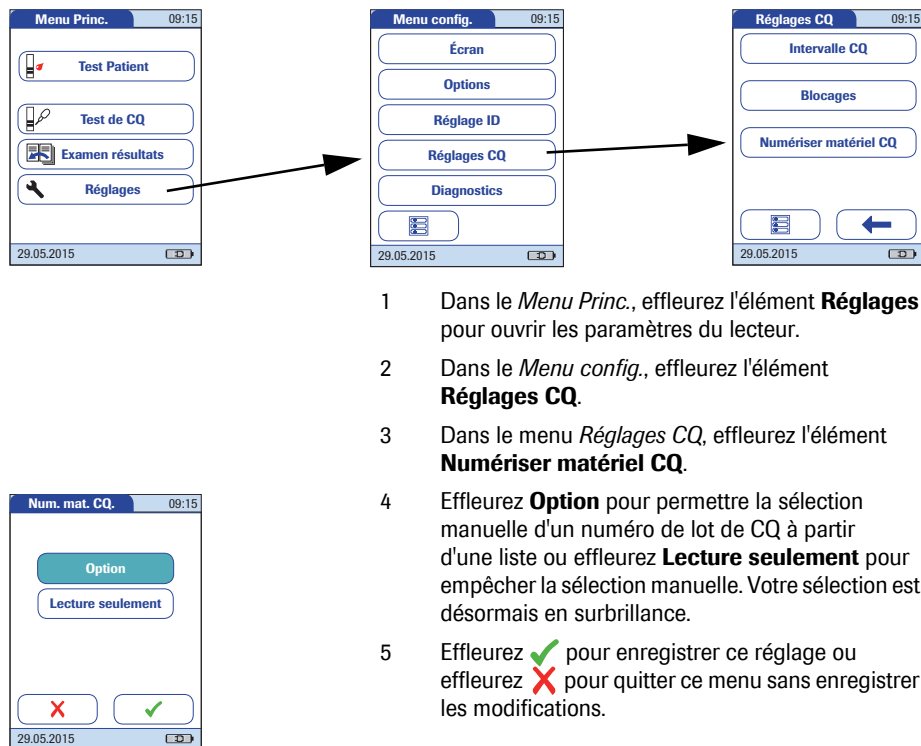 Menu Princ. 09:15
Test Patient
Test de CQ
Examen résultats
Réglages
29.05.2015
Menu config. 09:15
Écran
Options
Réglage ID
Réglages CQ
Diagnostics
29.05.2015
Réglages CQ 09:15
Intervalle CQ
Blocages
Numériser matériel CQ
29.05.2015
1 Dans le Menu Princ., effleurez l'élément Réglages
pour ouvrir les paramètres du lecteur.
2 Dans le Menu config., effleurez l'élément
Réglages CQ.
3 Dans le menu Réglages CQ, effleurez l'élément
Numériser matériel CQ.
Num. mat. CQ. 09:15
Option
Lecture seulement
29.05.2015
4 Effleurez Option pour permettre la sélection
manuelle d'un numéro de lot de CQ à partir
d'une liste ou effleurez Lecture seulement pour
empêcher la sélection manuelle. Votre sélection est
désormais en surbrillance.
5 Effleurez ✓ pour enregistrer ce réglage ou
effleurez ✗ pour quitter ce menu sans enregistrer
les modifications.